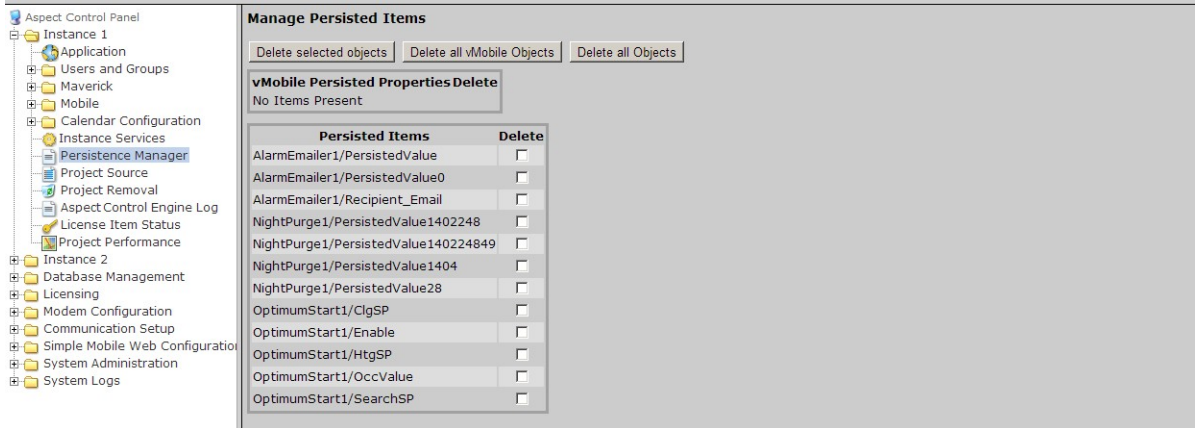 Aspect Control Panel
Instance 1
Application
Users and Groups
Maverick
Mobile
Calendar Configuration
Instance Services
Persistence Manager
Project Source
Project Removal
Aspect Control Engine Log
License Item Status
Project Performance
Instance 2
Database Management
Licensing
Modem Configuration
Communication Setup
Simple Mobile Web Configuration
System Administration
System Logs
Manage Persisted Items
Delete selected objects Delete all vMobile Objects Delete all Objects
vMobile Persisted Properties Delete
No Items Present
Persisted Items Delete
AlarmEmailer1/PersistedValue
AlarmEmailer1/PersistedValue0
AlarmEmailer1/Recipient_Email
NightPurge1/PersistedValue1402248
NightPurge1/PersistedValue140224849
NightPurge1/PersistedValue1404
NightPurge1/PersistedValue28
OptimumStart1/ClgSP
OptimumStart1/Enable
OptimumStart1/HtgSP
OptimumStart1/OccValue
OptimumStart1/SearchSP